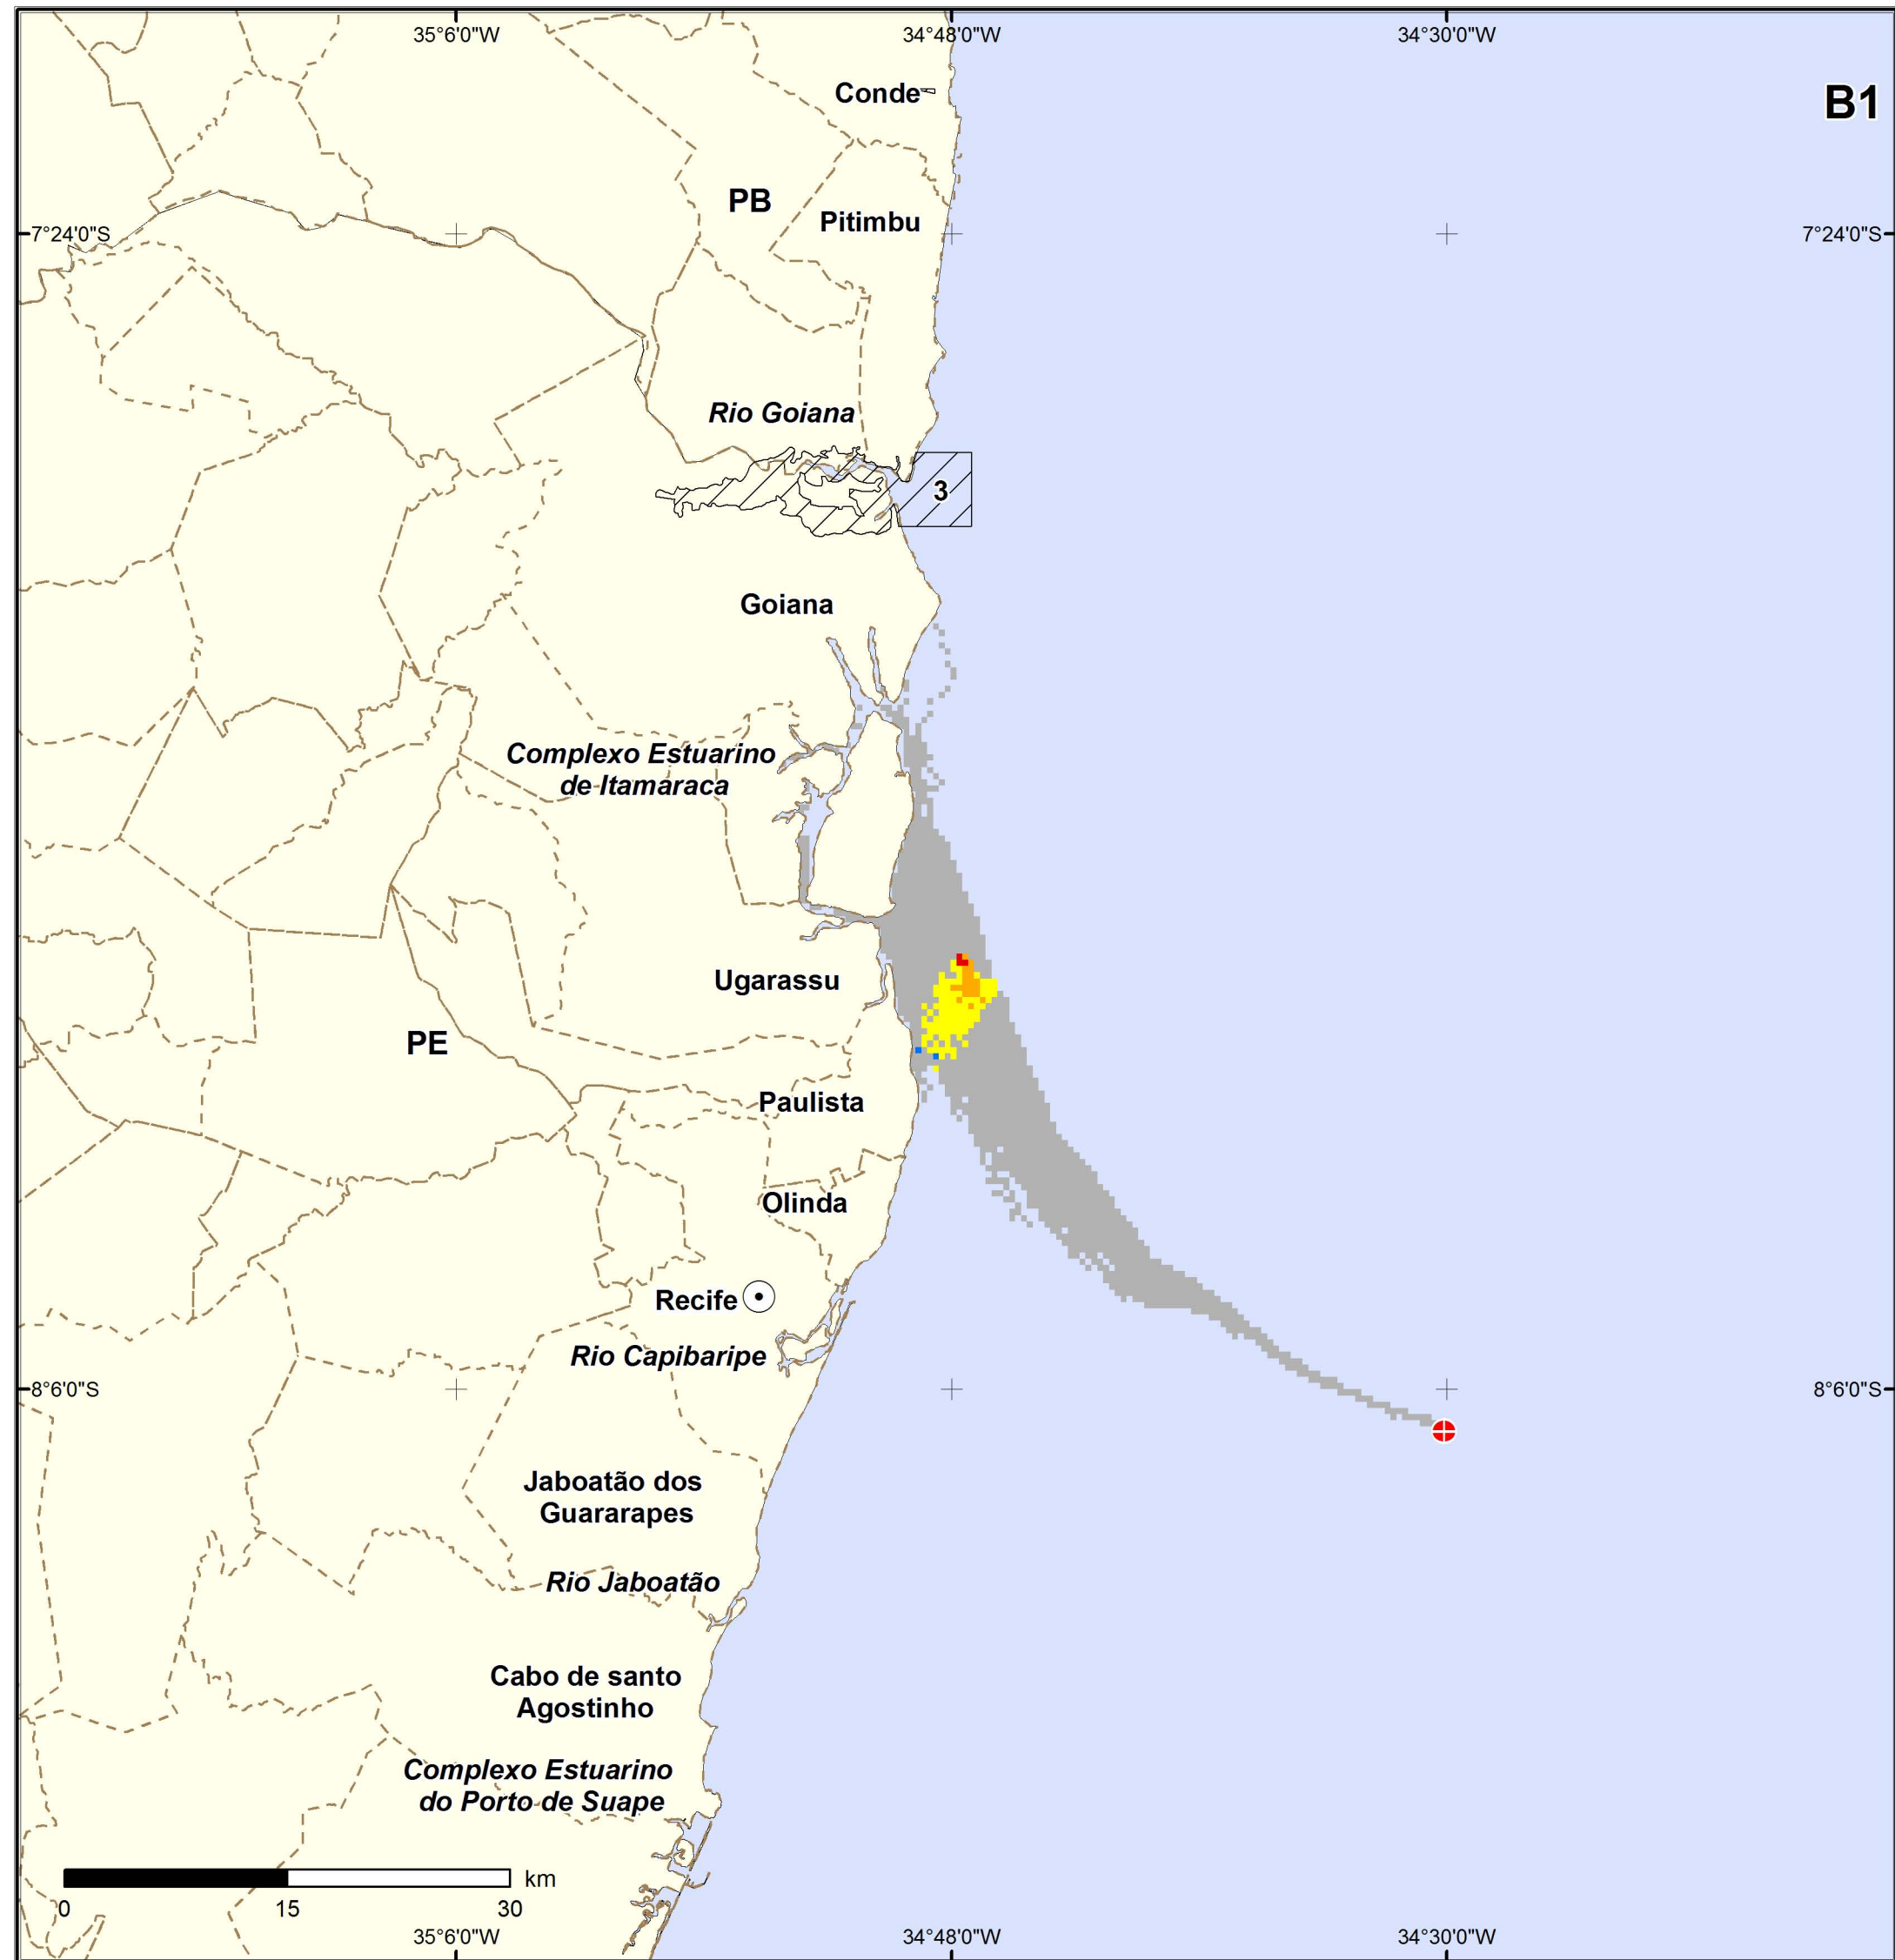 35°6'0"W
34°48'0"W
34°30'0"W
Conde
B1
PB
Pitimbu
7°24'0"S
7°24'0"S
Rio Goiana
3
Goiana
Complexo Estuarino
de Itamaraca
Ugarassu
PE
Paulista
Olinda
Recife
Rio Capibaripe
8°6'0"S
8°6'0"S
Jaboatão dos
Guararapes
Rio Jaboatão
Cabo de santo
Agostinho
Complexo Estuarino
do Porto de Suape
km
0
15
30
35°6'0"W
34°48'0"W
34°30'0"W